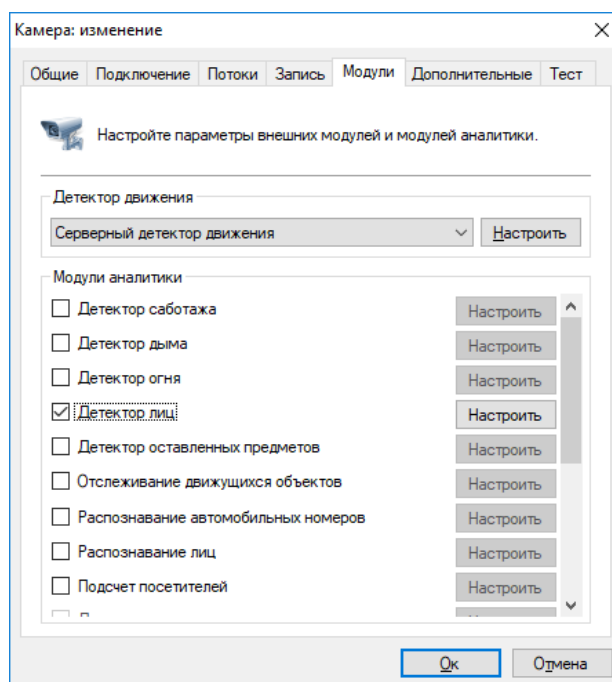 Камера: изменение
Общие Подключение Потоки Запись Модули Дополнительные Тест
Настройте параметры внешних модулей и модулей аналитики.
Детектор движения
Серверный детектор движения Настроить
Модули аналитики
Детектор саботажа Настроить
Детектор дыма Настроить
Детектор огня Настроить
Детектор лиц Настроить
Детектор оставленных предметов Настроить
Отслеживание движущихся объектов Настроить
Распознавание автомобильных номеров Настроить
Распознавание лиц Настроить
Подсчет посетителей Настроить
Ок Отмена